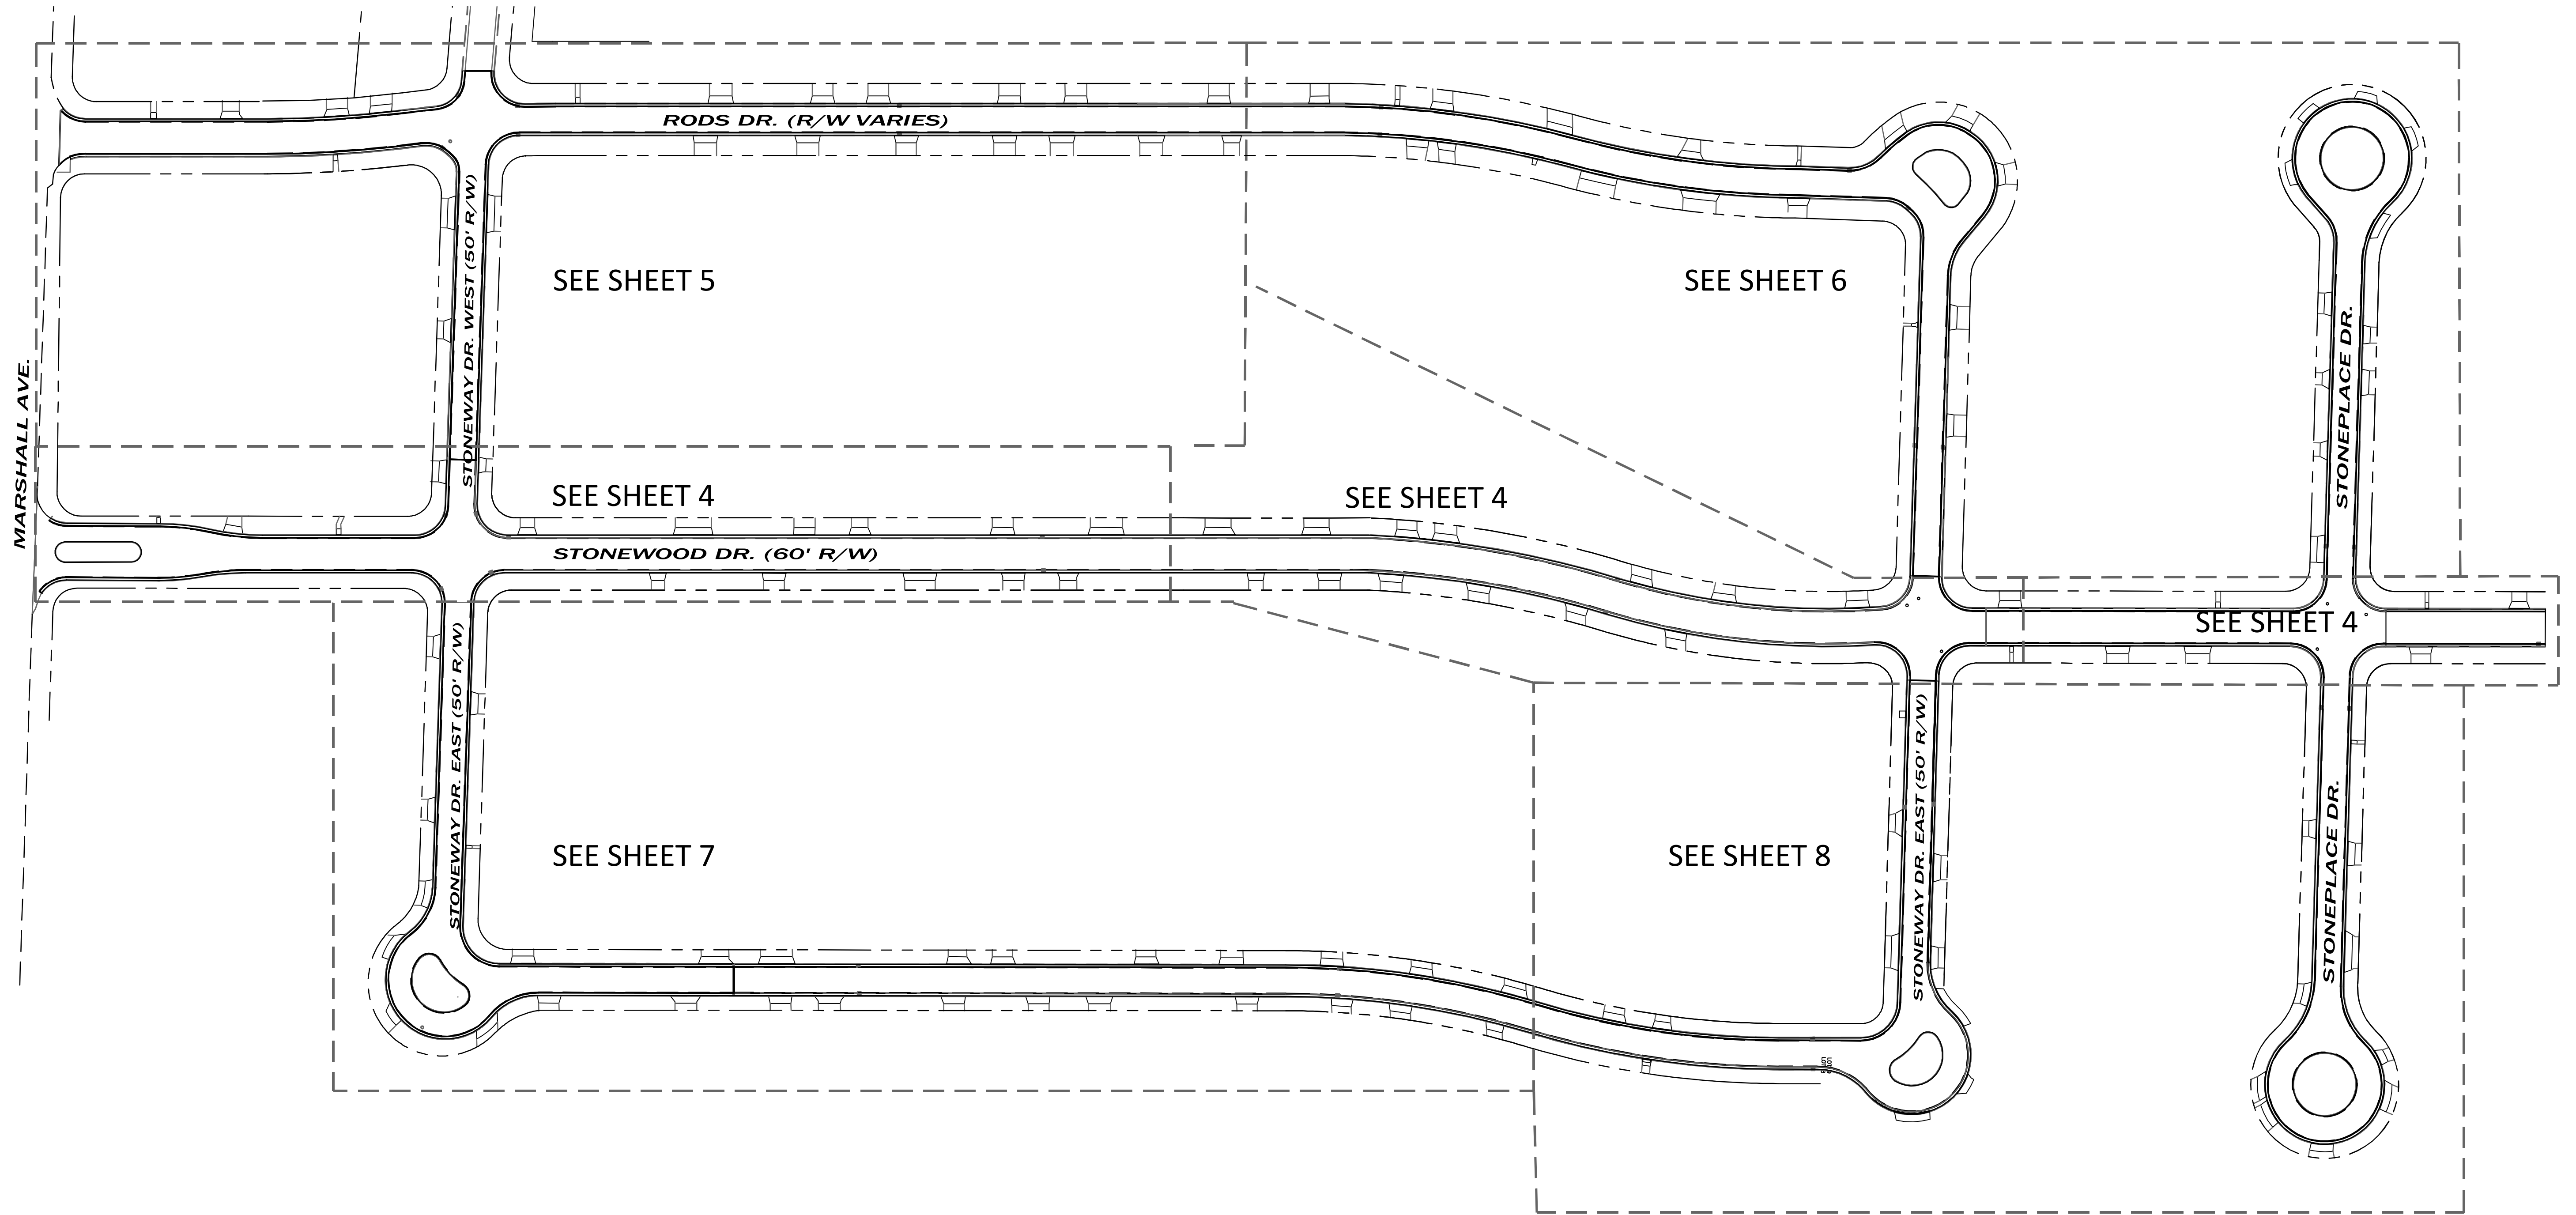 RODS DR. (R/W VARIES)
STONEWAY DR. WEST (50' R/W)
SEE SHEET 5
SEE SHEET 6
STONEPLACE DR.
MARSHALL AVE.
SEE SHEET 4
SEE SHEET 4
STONEWOOD DR. (60' R/W)
SEE SHEET 4
STONEWAY DR. EAST (50' R/W)
STONEWAY DR. EAST (50' R/W)
STONEPLACE DR.
SEE SHEET 7
SEE SHEET 8